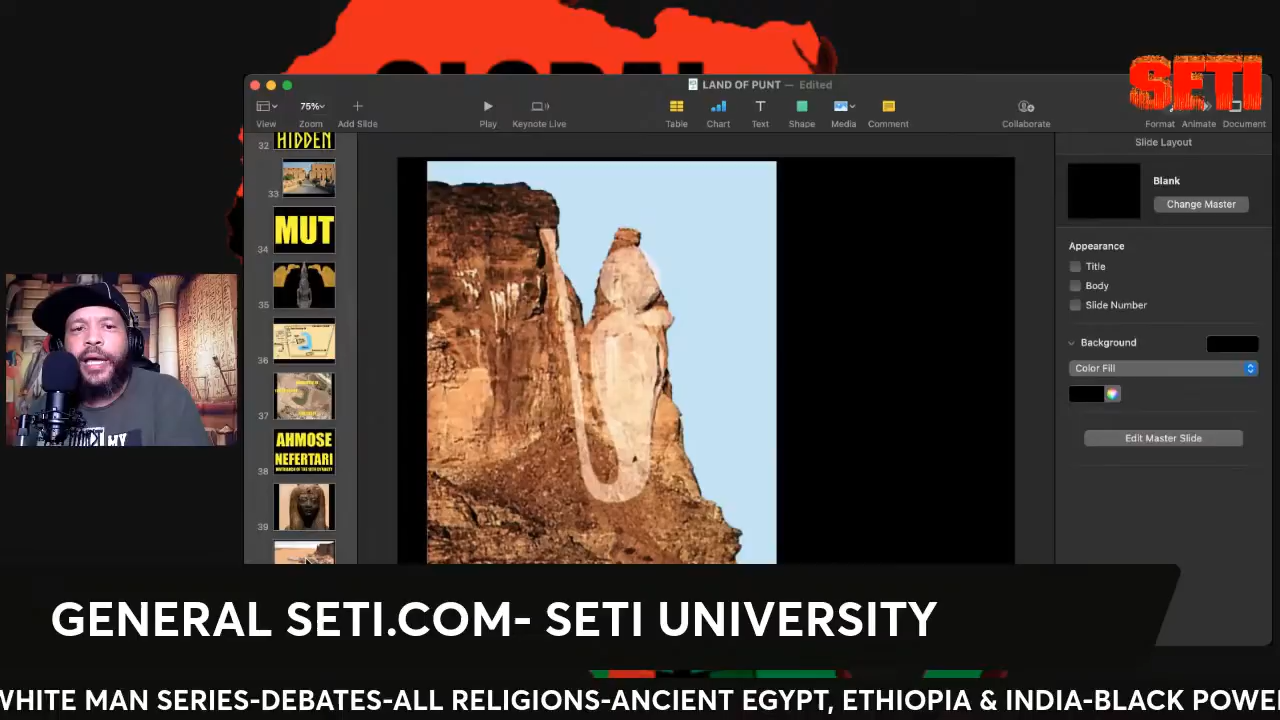 GLOBAL
SETI
LAND OF PUNT — Edited
75%
View
Zoom
Add Slide
Play
Keynote Live
Table
Chart
Text
Shape
Media
Comment
Collaborate
Format
Animate
Document
32
HIDDEN
33
34
MUT
35
36
37
38
AHMOSE
NEFERTARI
39
Slide Layout
Blank
Change Master
Appearance
Title
Body
Slide Number
Background
Color Fill
Edit Master Slide
GENERAL SETI.COM- SETI UNIVERSITY
WHITE MAN SERIES-DEBATES-ALL RELIGIONS-ANCIENT EGYPT, ETHIOPIA & INDIA-BLACK POWE